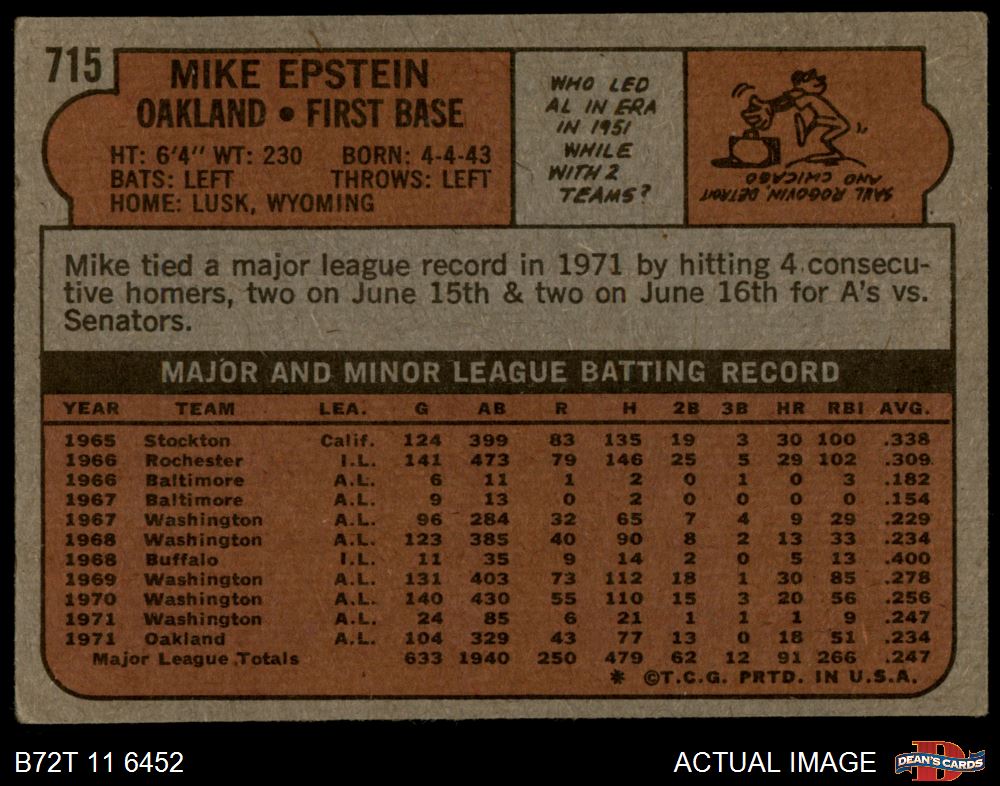 715
MIKE EPSTEIN
OAKLAND • FIRST BASE
HT: 6'4" WT: 230 BORN: 4-4-43
BATS: LEFT THROWS: LEFT
HOME: LUSK, WYOMING
WHO LED
AL IN ERA
IN 1951
WHILE
WITH 2
TEAMS?
SAUL ROGOVIN, DETROIT
AND CHICAGO
Mike tied a major league record in 1971 by hitting 4 consecu-
tive homers, two on June 15th & two on June 16th for A's vs.
Senators.
MAJOR AND MINOR LEAGUE BATTING RECORD
YEAR TEAM LEA. G AB R H 2B 3B HR RBI AVG.
1965 Stockton Calif. 124 399 83 135 19 3 30 100 .338
1966 Rochester I.L. 141 473 79 146 25 5 29 102 .309
1966 Baltimore A.L. 6 11 1 2 0 1 0 3 .182
1967 Baltimore A.L. 9 13 0 2 0 0 0 0 .154
1967 Washington A.L. 96 284 32 65 7 4 9 29 .229
1968 Washington A.L. 123 385 40 90 8 2 13 33 .234
1968 Buffalo I.L. 11 35 9 14 2 0 5 13 .400
1969 Washington A.L. 131 403 73 112 18 1 30 85 .278
1970 Washington A.L. 140 430 55 110 15 3 20 56 .256
1971 Washington A.L. 24 85 6 21 1 1 1 9 .247
1971 Oakland A.L. 104 329 43 77 13 0 18 51 .234
Major League Totals 633 1940 250 479 62 12 91 266 .247
* ©T.C.G. PRTD. IN U.S.A.
B72T 11 6452
ACTUAL IMAGE
D
DEAN'S CARDS